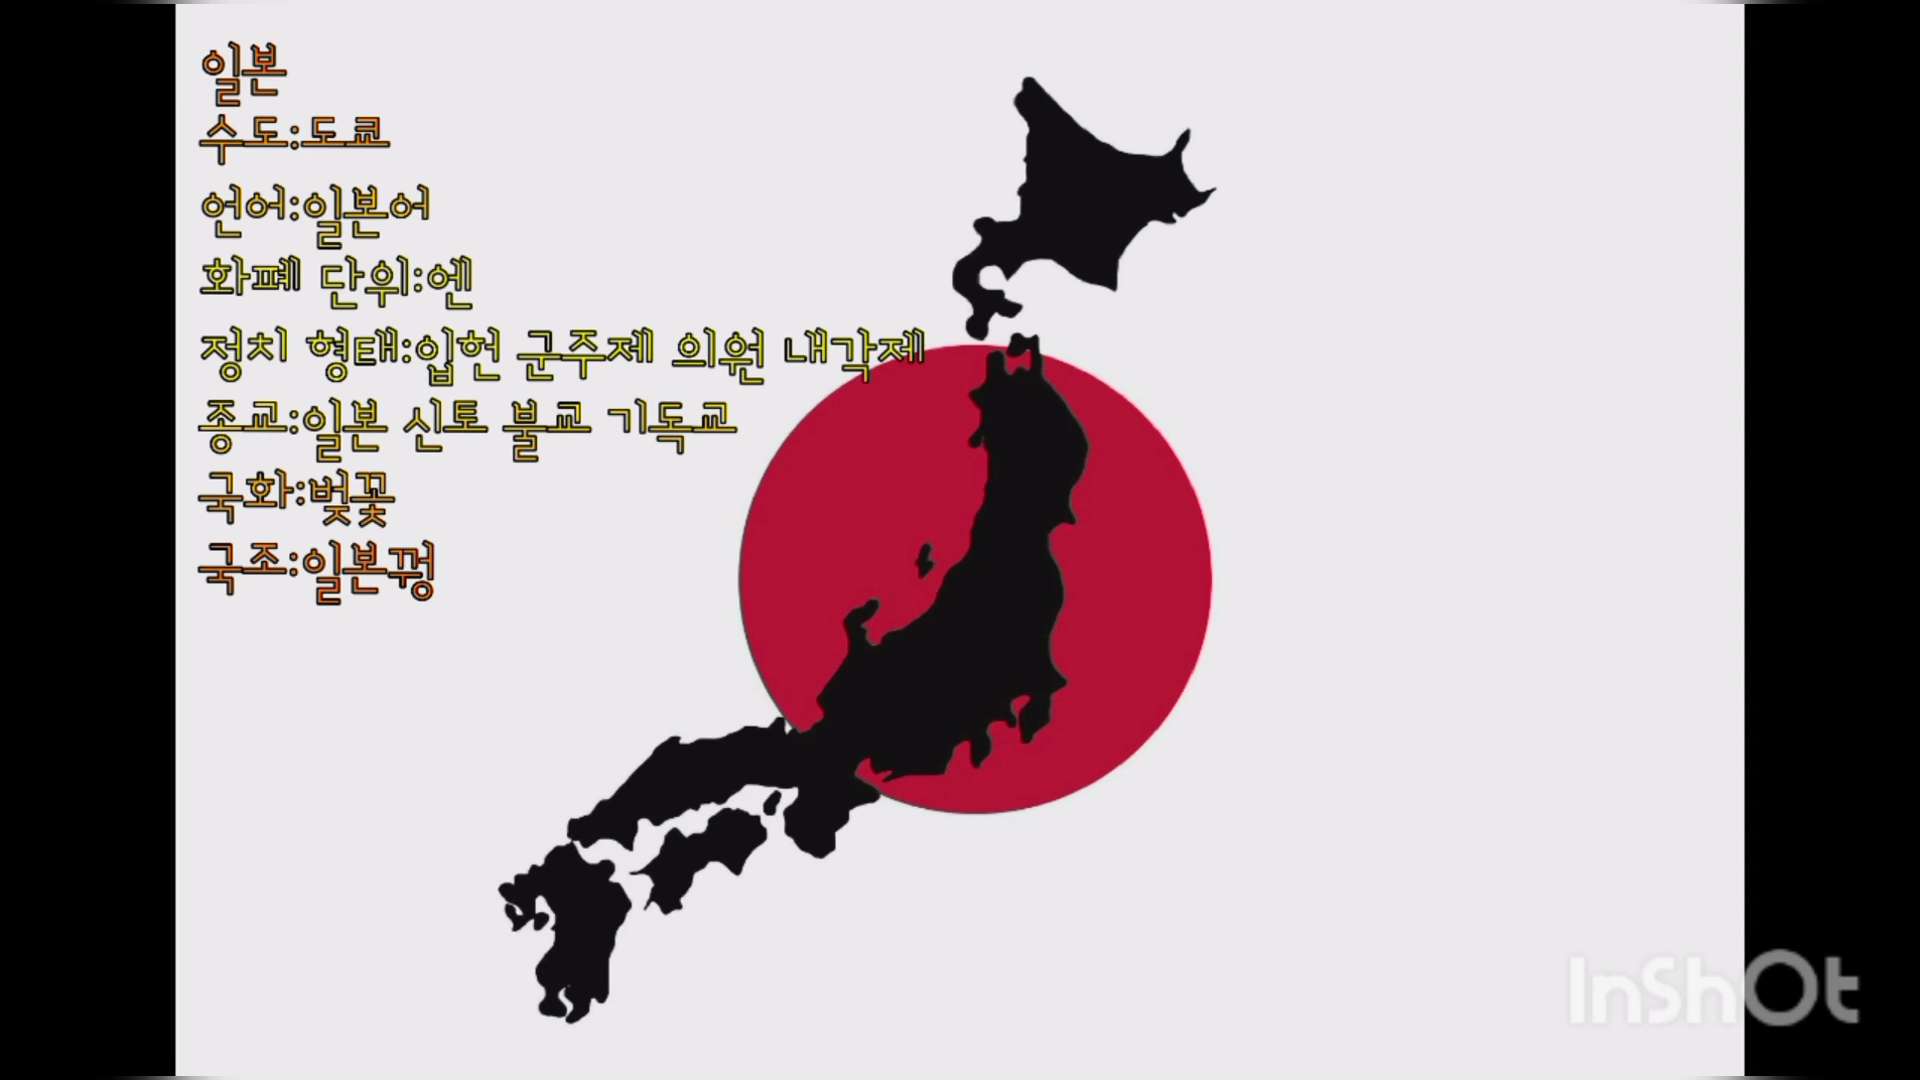 일본
수도:도쿄
언어:일본어
화폐 단위:엔
정치 형태:입헌 군주제 의원 내각제
종교:일본 신토 불교 기독교
국화:벚꽃
국조:일본꿩
InShOt